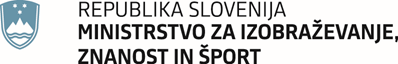 REPUBLIKA SLOVENIJA
MINISTRSTVO ZA IZOBRAŽEVANJE,
ZNANOST IN ŠPORT